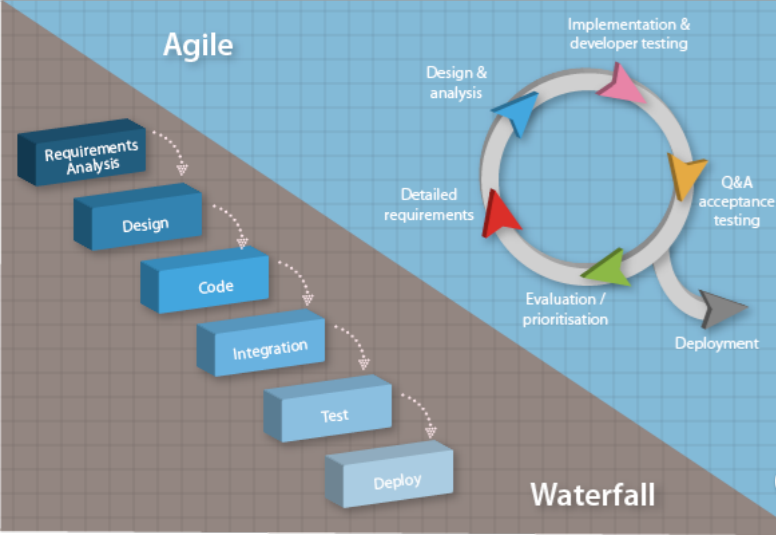 Agile
Implementation &
developer testing
Design &
analysis
Q&A
acceptance
testing
Detailed
requirements
Evaluation /
prioritisation
Deployment
Requirements
Analysis
Design
Code
Integration
Test
Deploy
Waterfall